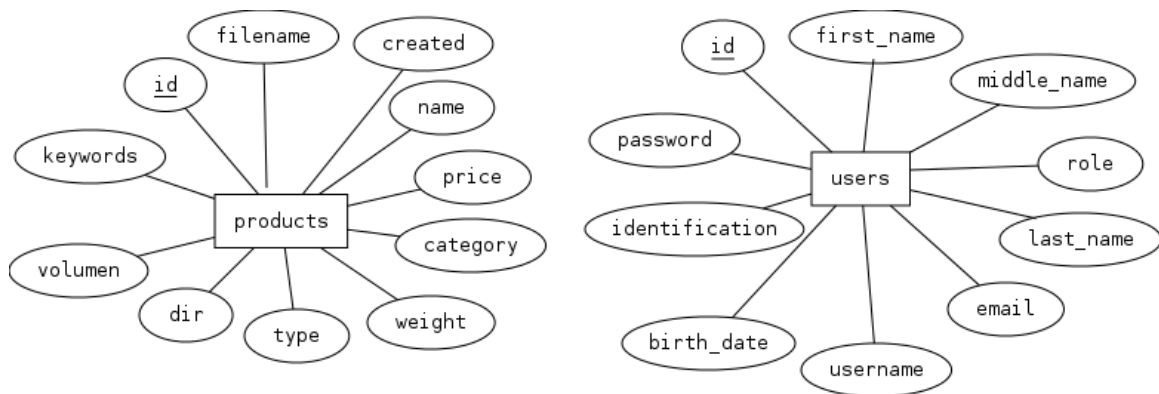 filename
created
id
name
keywords
price
products
category
volumen
dir
type
weight
id
first_name
middle_name
password
role
users
identification
last_name
email
birth_date
username